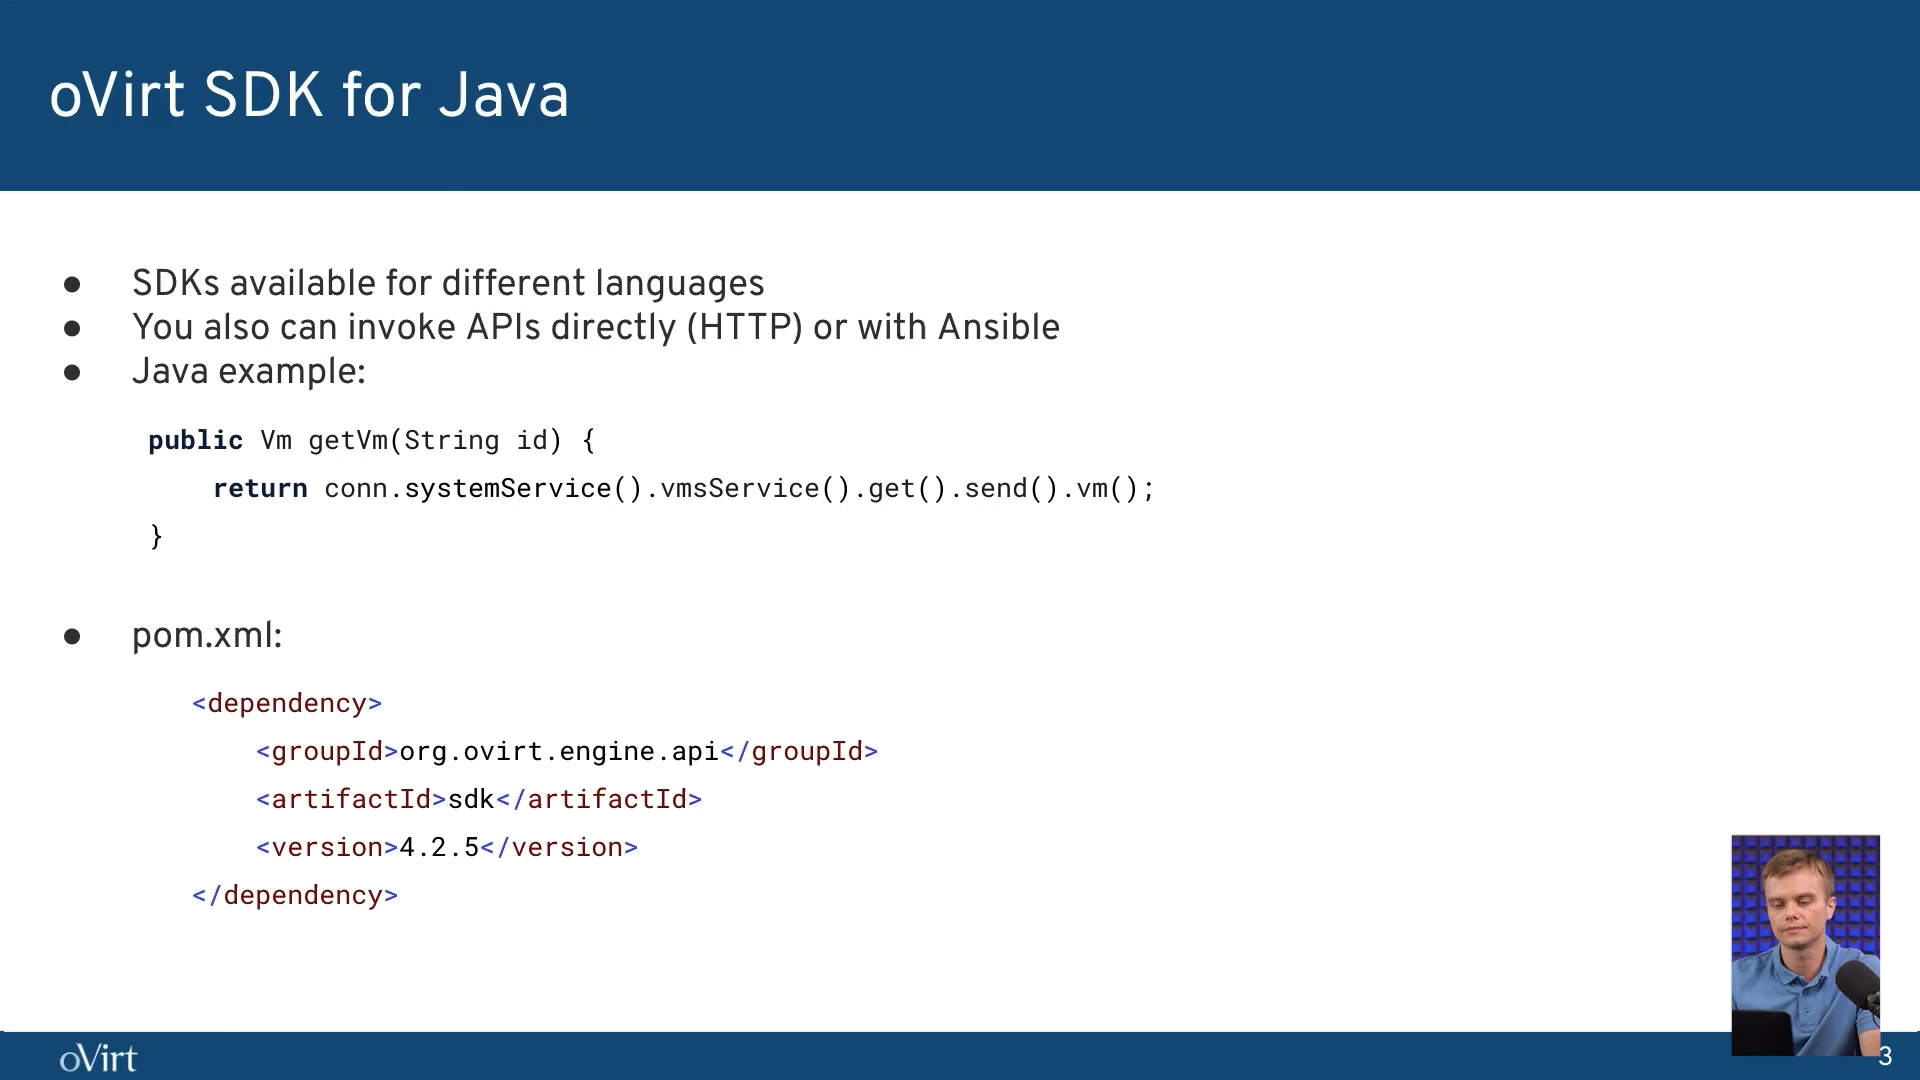 oVirt SDK for Java
● SDKs available for different languages
● You also can invoke APIs directly (HTTP) or with Ansible
● Java example:
public Vm getVm(String id) {
    return conn.systemService().vmsService().get().send().vm();
}
● pom.xml:
<dependency>
    <groupId>org.ovirt.engine.api</groupId>
    <artifactId>sdk</artifactId>
    <version>4.2.5</version>
</dependency>
oVirt
3